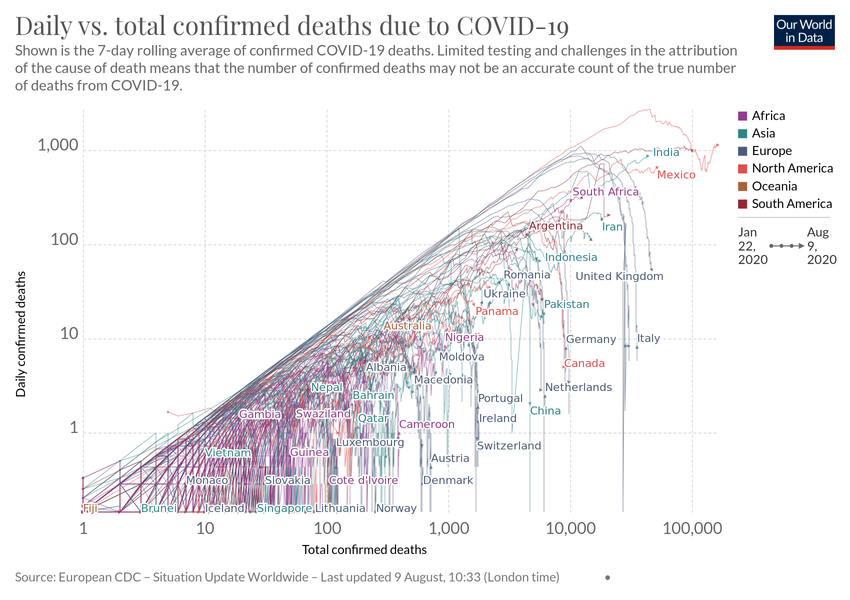 Daily vs. total confirmed deaths due to COVID-19
Our World
in Data
Shown is the 7-day rolling average of confirmed COVID-19 deaths. Limited testing and challenges in the attribution
of the cause of death means that the number of confirmed deaths may not be an accurate count of the true number
of deaths from COVID-19.
Africa
Asia
Europe
North America
Oceania
South America
Jan
22,
2020
Aug
9,
2020
Daily confirmed deaths
1,000
100
10
1
India
Mexico
South Africa
Argentina
Iran
Indonesia
Romania
United Kingdom
Ukraine
Pakistan
Panama
Australia
Nigeria
Germany
Italy
Moldova
Albania
Canada
Macedonia
Nepal
Netherlands
Bahrain
Portugal
Gambia
Swaziland
China
Qatar
Ireland
Cameroon
Luxembourg
Switzerland
Vietnam
Guinea
Austria
Monaco
Slovakia
Cote d'Ivoire
Denmark
Fiji
Brunei
Iceland
Singapore
Lithuania
Norway
1
10
100
1,000
10,000
100,000
Total confirmed deaths
Source: European CDC – Situation Update Worldwide – Last updated 9 August, 10:33 (London time)